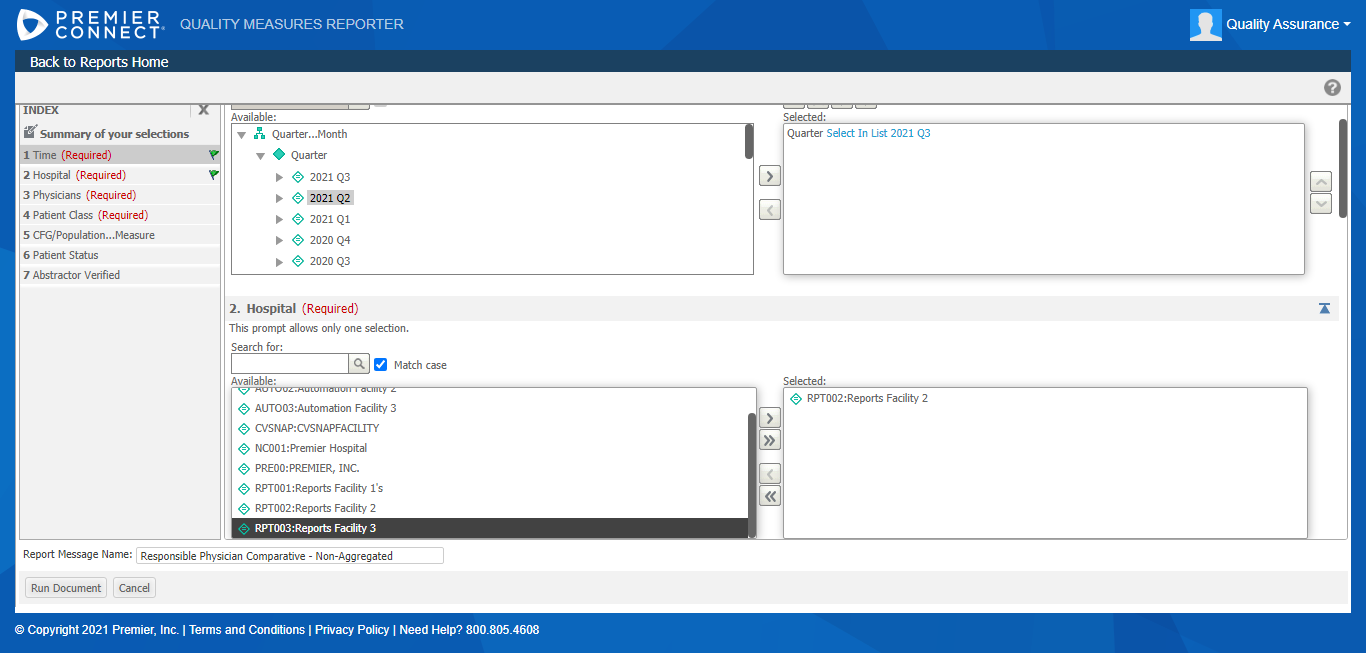 PREMIER
CONNECT
QUALITY MEASURES REPORTER
Quality Assurance
Back to Reports Home
?
INDEX
X
Summary of your selections
1 Time (Required)
2 Hospital (Required)
3 Physicians (Required)
4 Patient Class (Required)
5 CFG/Population...Measure
6 Patient Status
7 Abstractor Verified
Available:
Quarter...Month
Quarter
2021 Q3
2021 Q2
2021 Q1
2020 Q4
2020 Q3
Selected:
Quarter Select In List 2021 Q3
2. Hospital (Required)
This prompt allows only one selection.
Search for:
Match case
Available:
AUTO02:Automation Facility 2
AUTO03:Automation Facility 3
CVSNAP:CVSNAPFACILITY
NC001:Premier Hospital
PRE00:PREMIER, INC.
RPT001:Reports Facility 1's
RPT002:Reports Facility 2
RPT003:Reports Facility 3
Selected:
RPT002:Reports Facility 2
Report Message Name: Responsible Physician Comparative - Non-Aggregated
Run Document Cancel
© Copyright 2021 Premier, Inc. | Terms and Conditions | Privacy Policy | Need Help? 800.805.4608